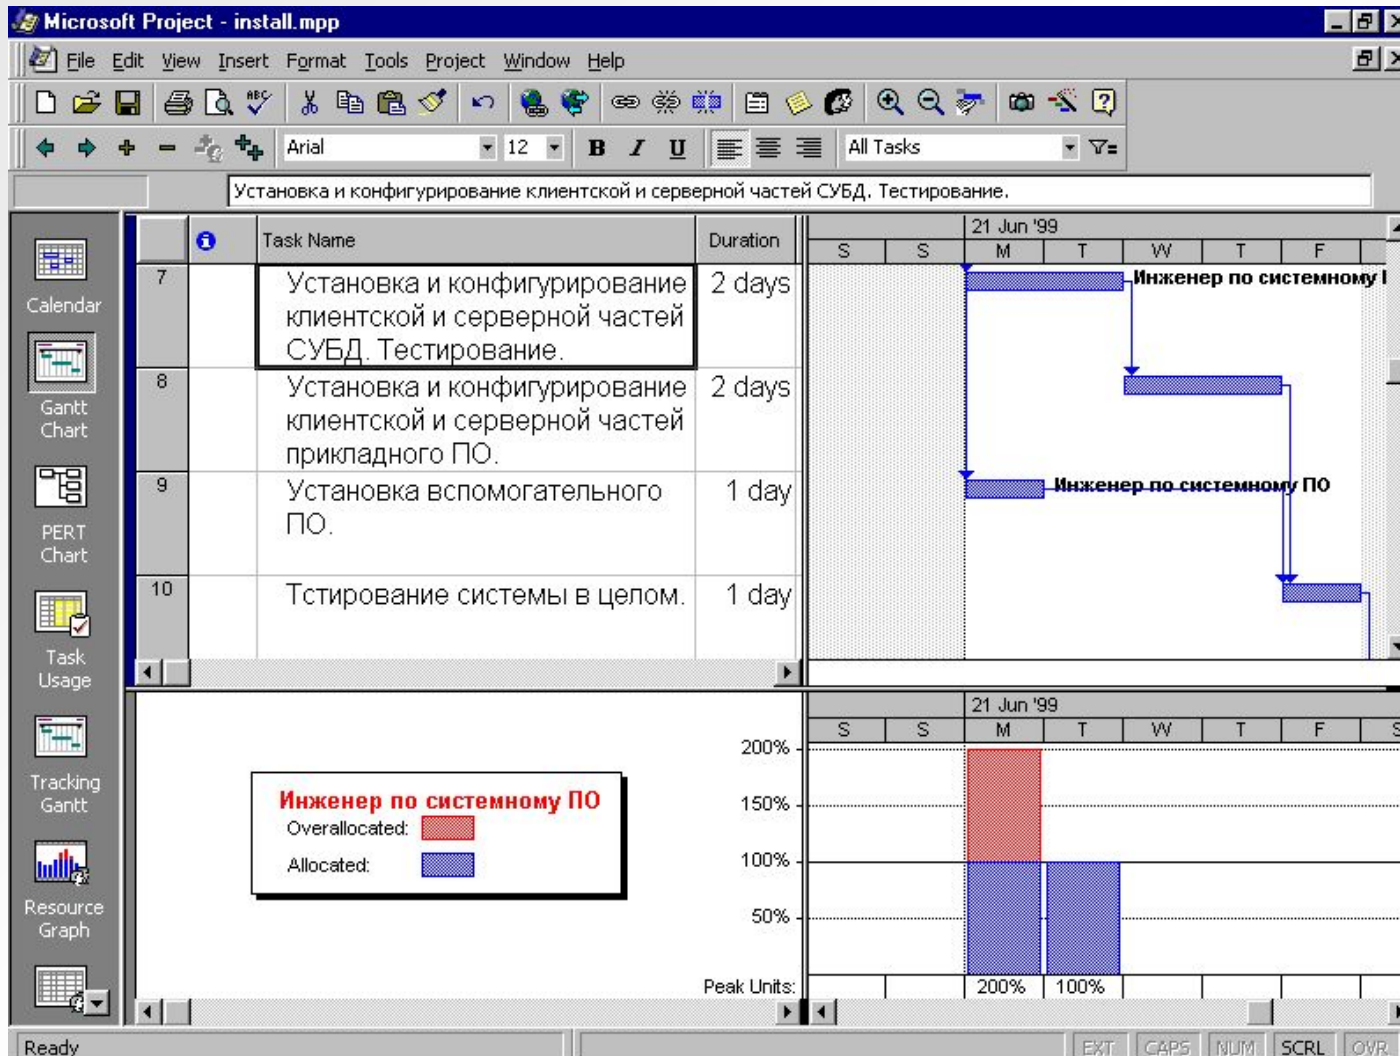 Microsoft Project - install.mpp
File Edit View Insert Format Tools Project Window Help
ABC
Arial 12 B I U All Tasks
Установка и конфигурирование клиентской и серверной частей СУБД. Тестирование.
Calendar
Gantt
Chart
PERT
Chart
Task
Usage
Tracking
Gantt
Resource
Graph
Task Name Duration
7 Установка и конфигурирование 2 days
клиентской и серверной частей
СУБД. Тестирование.
8 Установка и конфигурирование 2 days
клиентской и серверной частей
прикладного ПО.
9 Установка вспомогательного 1 day
ПО.
10 Тстирование системы в целом. 1 day
21 Jun '99
S S M T W T F
Инженер по системному
Инженер по системному ПО
Инженер по системному ПО
Overallocated:
Allocated:
21 Jun '99
S S M T W T F S
200%
150%
100%
50%
Peak Units: 200% 100%
Ready EXT CAPS NUM SCRL OVR